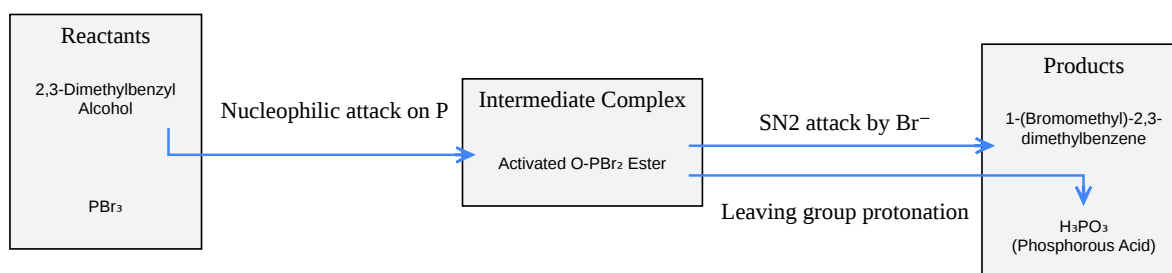 Reactants
2,3-Dimethylbenzyl
Alcohol
PBr₃
Nucleophilic attack on P
Intermediate Complex
Activated O-PBr₂ Ester
SN2 attack by Br⁻
Leaving group protonation
Products
1-(Bromomethyl)-2,3-
dimethylbenzene
H₃PO₃
(Phosphorous Acid)